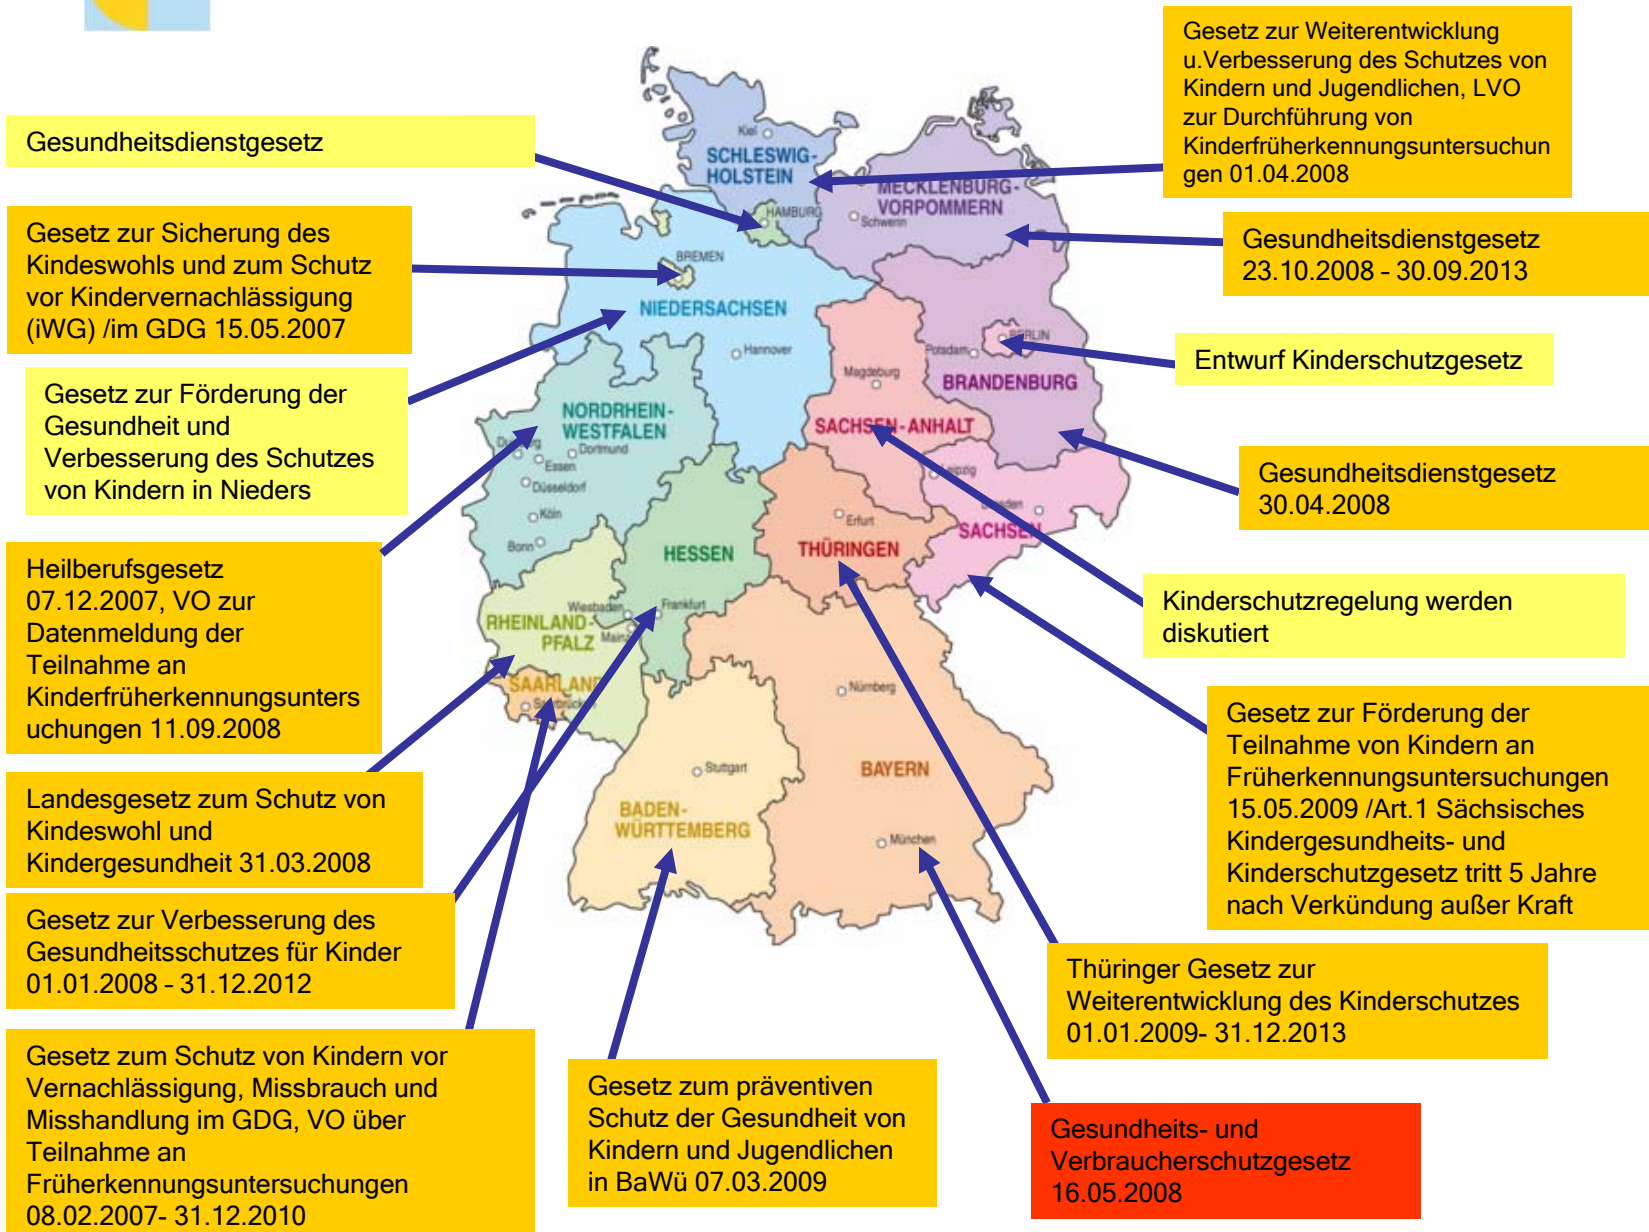 Gesetz zur Weiterentwicklung
u.Verbesserung des Schutzes von
Kindern und Jugendlichen, LVO
zur Durchführung von
Kinderfrüherkennungsuntersuchun
gen 01.04.2008
Gesundheitsdienstgesetz
Gesetz zur Sicherung des
Kindeswohls und zum Schutz
vor Kindervernachlässigung
(iWG) /im GDG 15.05.2007
Gesundheitsdienstgesetz
23.10.2008 - 30.09.2013
Entwurf Kinderschutzgesetz
Gesetz zur Förderung der
Gesundheit und
Verbesserung des Schutzes
von Kindern in Nieders
Gesundheitsdienstgesetz
30.04.2008
Heilberufsgesetz
07.12.2007, VO zur
Datenmeldung der
Teilnahme an
Kinderfrüherkennungsunters
uchungen 11.09.2008
Kinderschutzregelung werden
diskutiert
Gesetz zur Förderung der
Teilnahme von Kindern an
Früherkennungsuntersuchungen
15.05.2009 /Art.1 Sächsisches
Kindergesundheits- und
Kinderschutzgesetz tritt 5 Jahre
nach Verkündung außer Kraft
Landesgesetz zum Schutz von
Kindeswohl und
Kindergesundheit 31.03.2008
Gesetz zur Verbesserung des
Gesundheitsschutzes für Kinder
01.01.2008 - 31.12.2012
Thüringer Gesetz zur
Weiterentwicklung des Kinderschutzes
01.01.2009- 31.12.2013
Gesetz zum Schutz von Kindern vor
Vernachlässigung, Missbrauch und
Misshandlung im GDG, VO über
Teilnahme an
Früherkennungsuntersuchungen
08.02.2007- 31.12.2010
Gesetz zum präventiven
Schutz der Gesundheit von
Kindern und Jugendlichen
in BaWü 07.03.2009
Gesundheits- und
Verbraucherschutzgesetz
16.05.2008
Kiel
SCHLESWIG-
HOLSTEIN
MECKLENBURG-
VORPOMMERN
HAMBURG
Schwerin
BREMEN
NIEDERSACHSEN
Hannover
BERLIN
Potsdam
BRANDENBURG
Magdeburg
SACHSEN-ANHALT
NORDRHEIN-
WESTFALEN
Duisburg
Dortmund
Essen
Düsseldorf
Köln
Bonn
Leipzig
Dresden
SACHSEN
Erfurt
THÜRINGEN
HESSEN
Wiesbaden
Frankfurt
Mainz
RHEINLAND-
PFALZ
SAARLAND
Saarbrücken
Nürnberg
BAYERN
München
Stuttgart
BADEN-
WÜRTTEMBERG